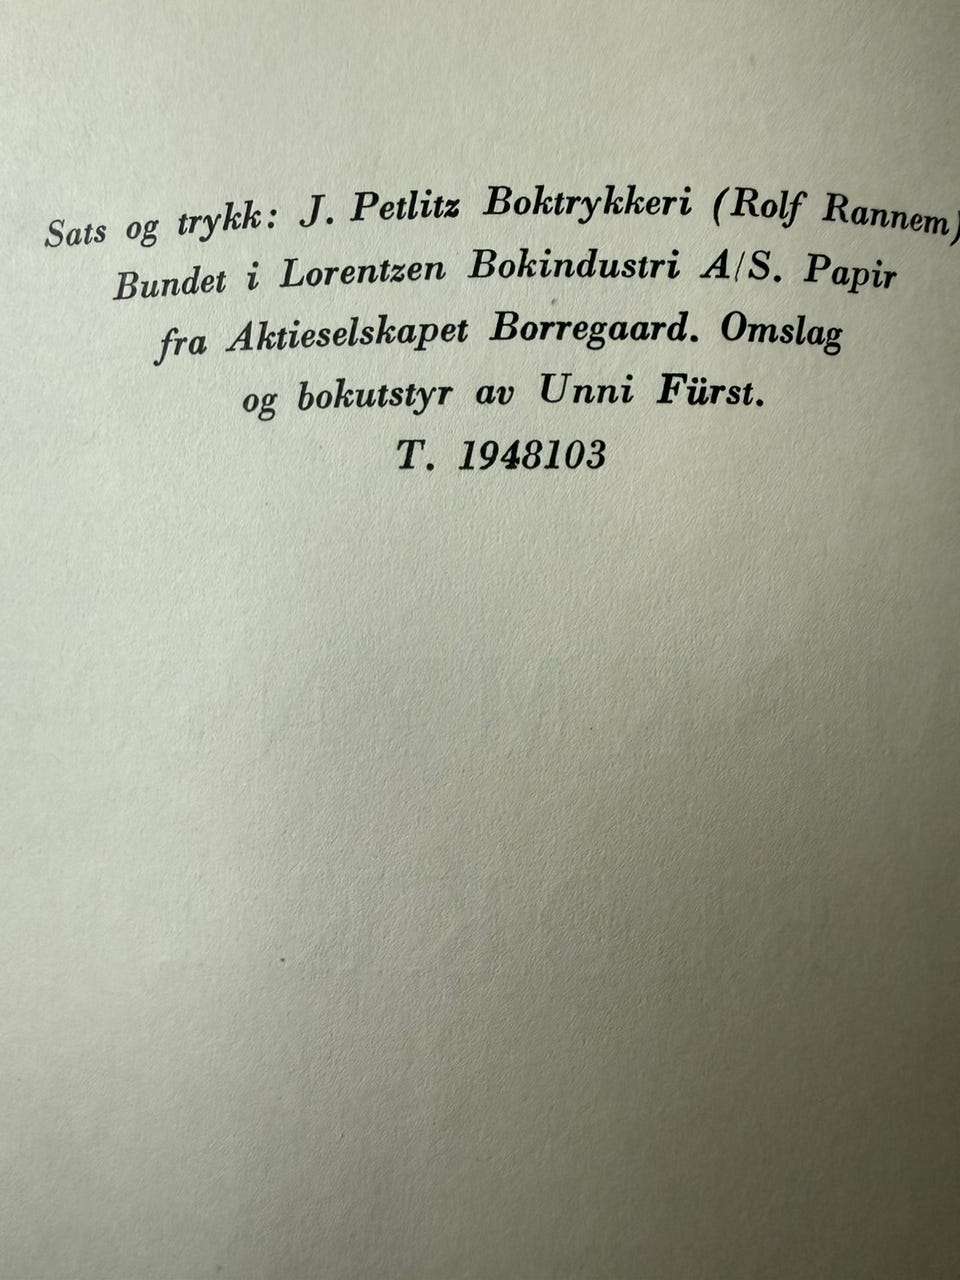 Sats og trykk: J. Petlitz Boktrykkeri (Rolf Rannem)
Bundet i Lorentzen Bokindustri A/S. Papir
fra Aktieselskapet Borregaard. Omslag
og bokutstyr av Unni Fürst.
T. 1948103